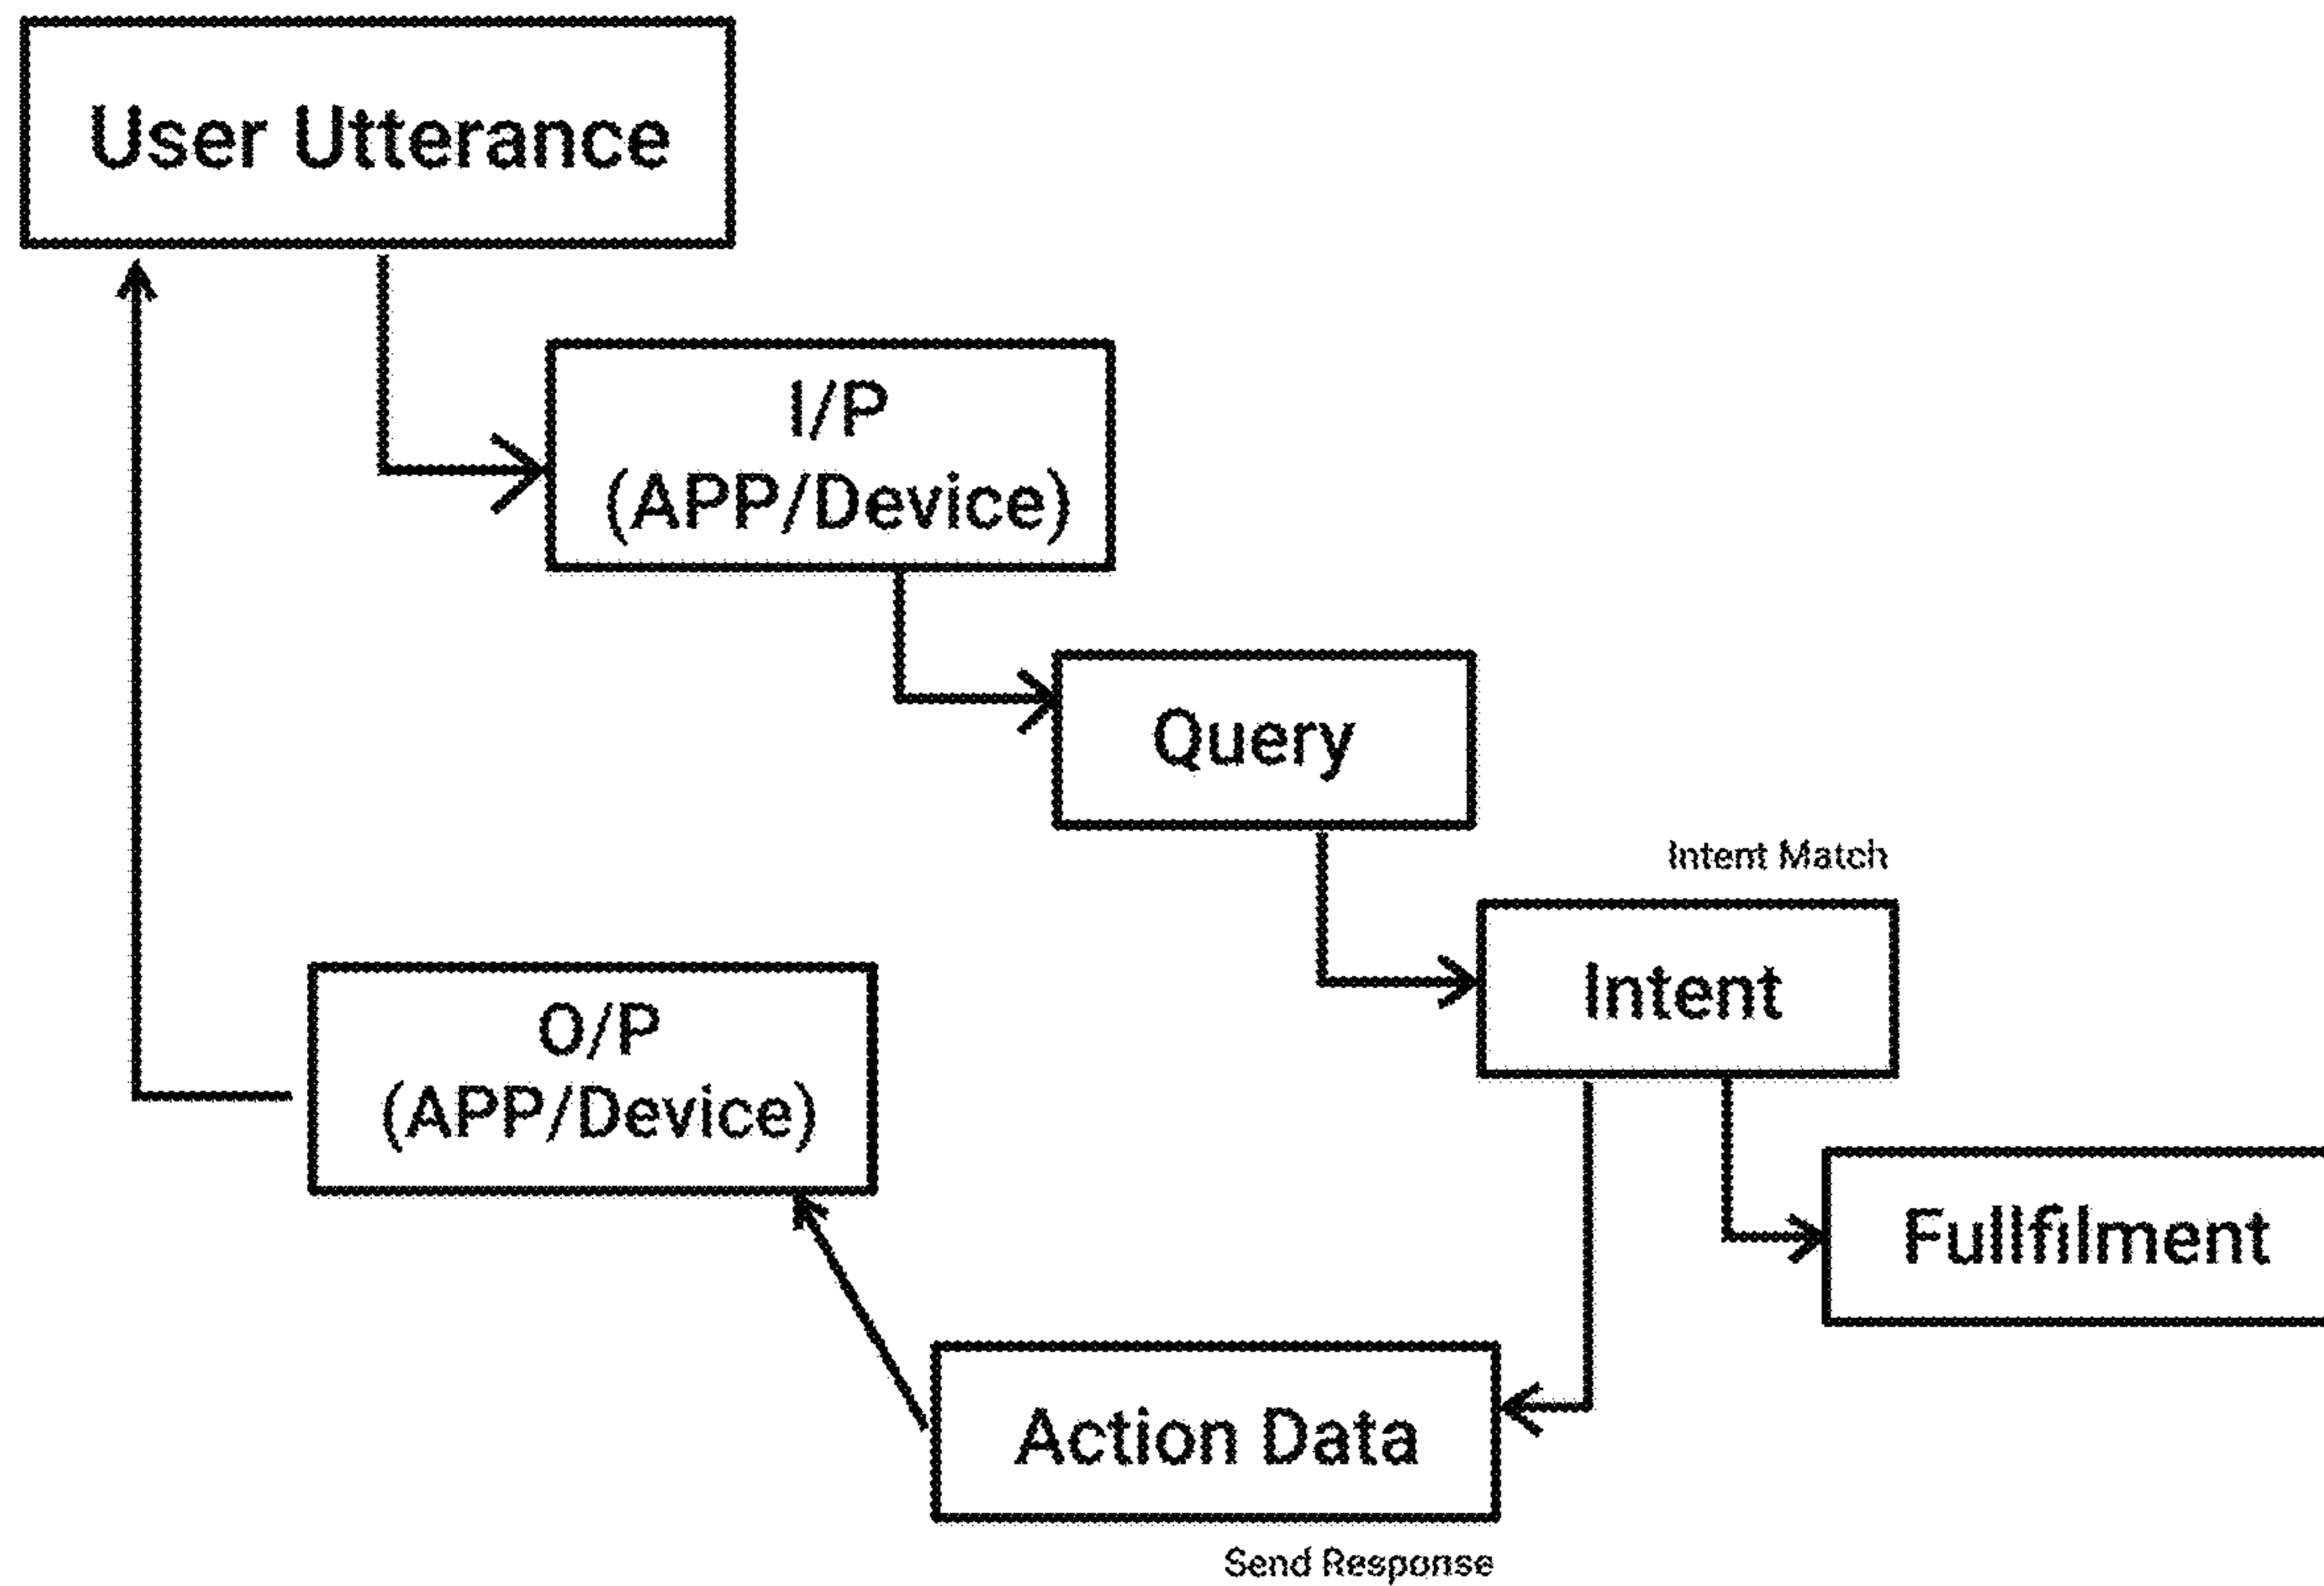 User Utterance
I/P
(APP/Device)
Query
Intent Match
Intent
O/P
(APP/Device)
Fullfilment
Action Data
Send Response